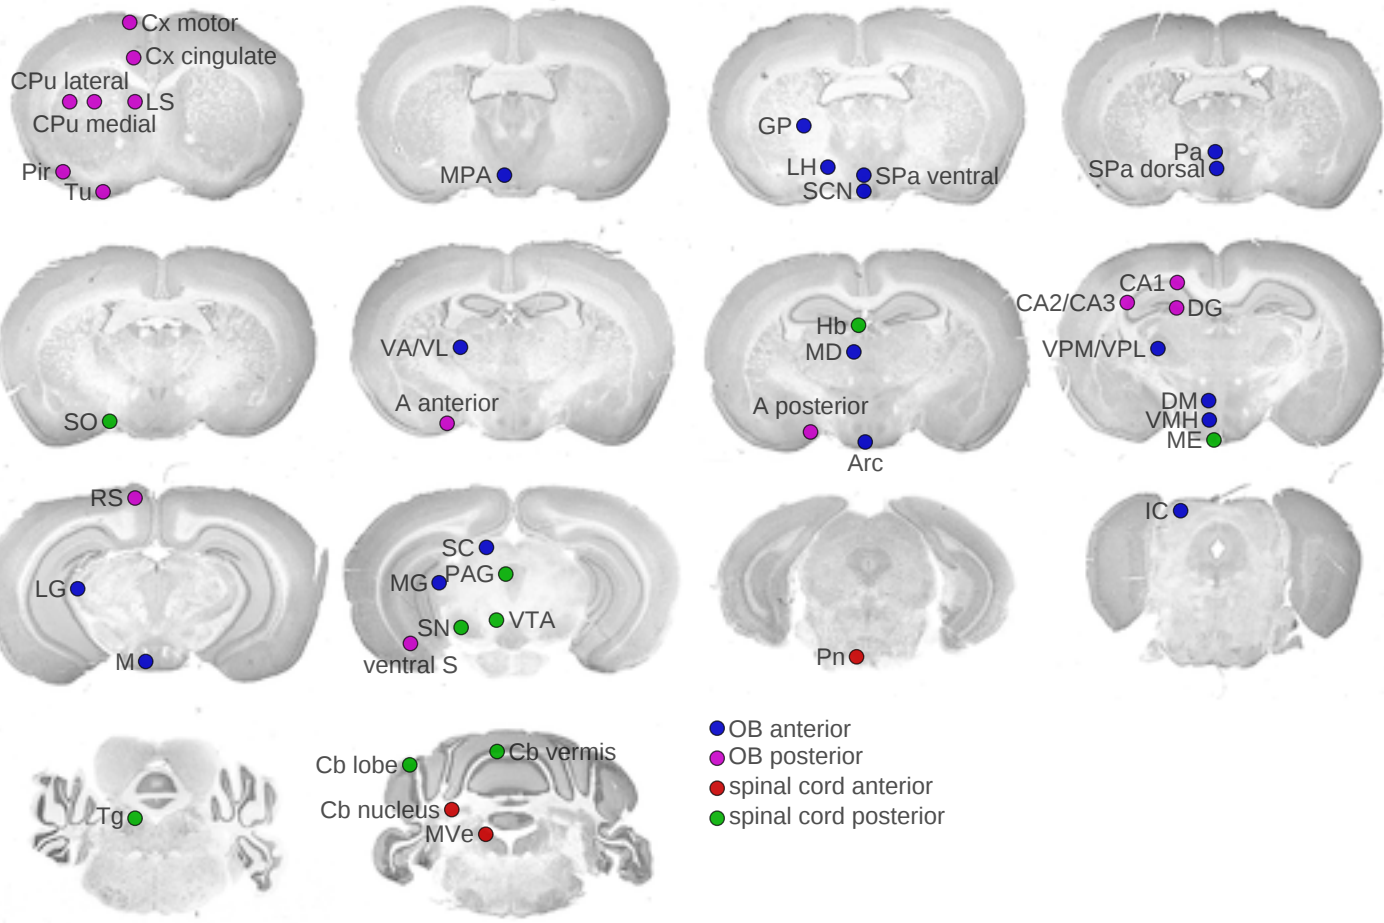 Cx motor
Cx cingulate
CPu lateral
LS
CPu medial
Pir
Tu
MPA
GP
LH
SPa ventral
SCN
Pa
SPa dorsal
SO
VA/VL
A anterior
Hb
MD
A posterior
Arc
CA1
CA2/CA3
DG
VPM/VPL
DM
VMH
ME
RS
LG
M
SC
MG
PAG
SN
VTA
ventral S
Pn
IC
Tg
Cb lobe
Cb vermis
Cb nucleus
MVe
OB anterior
OB posterior
spinal cord anterior
spinal cord posterior